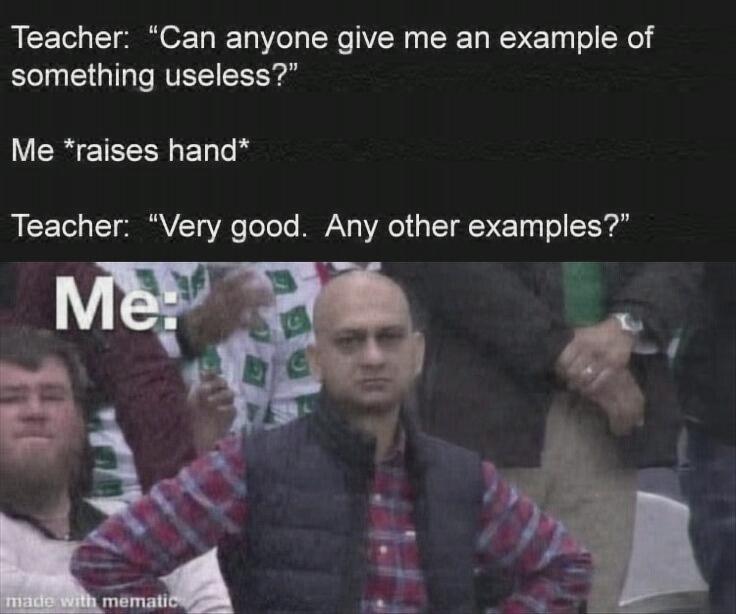 Teacher:  “Can anyone give me an example of
something useless?”
Me *raises hand*
Teacher:  “Very good.  Any other examples?”
Me:
made with mematic